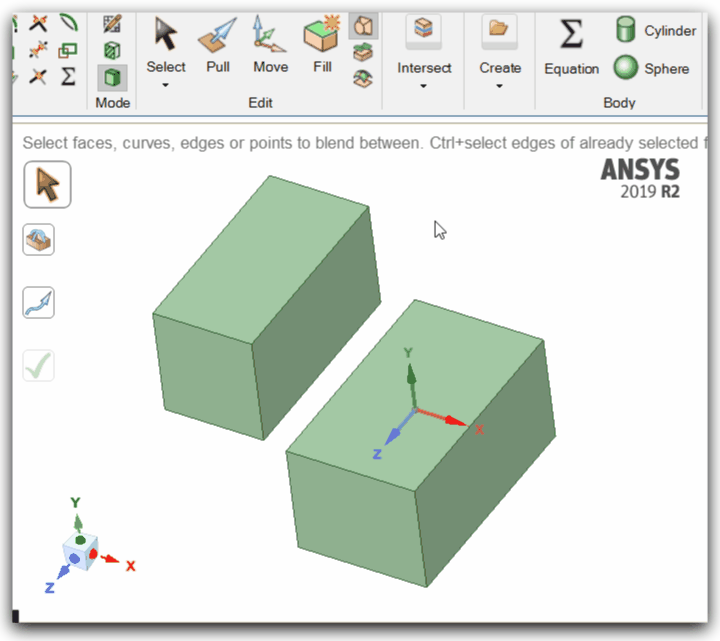 Select
Pull
Move
Fill
Intersect
Create
Equation
Cylinder
Sphere
Mode
Edit
Body
Select faces, curves, edges or points to blend between. Ctrl+select edges of already selected f
ANSYS
2019 R2
Y
X
Z
Y
X
Z